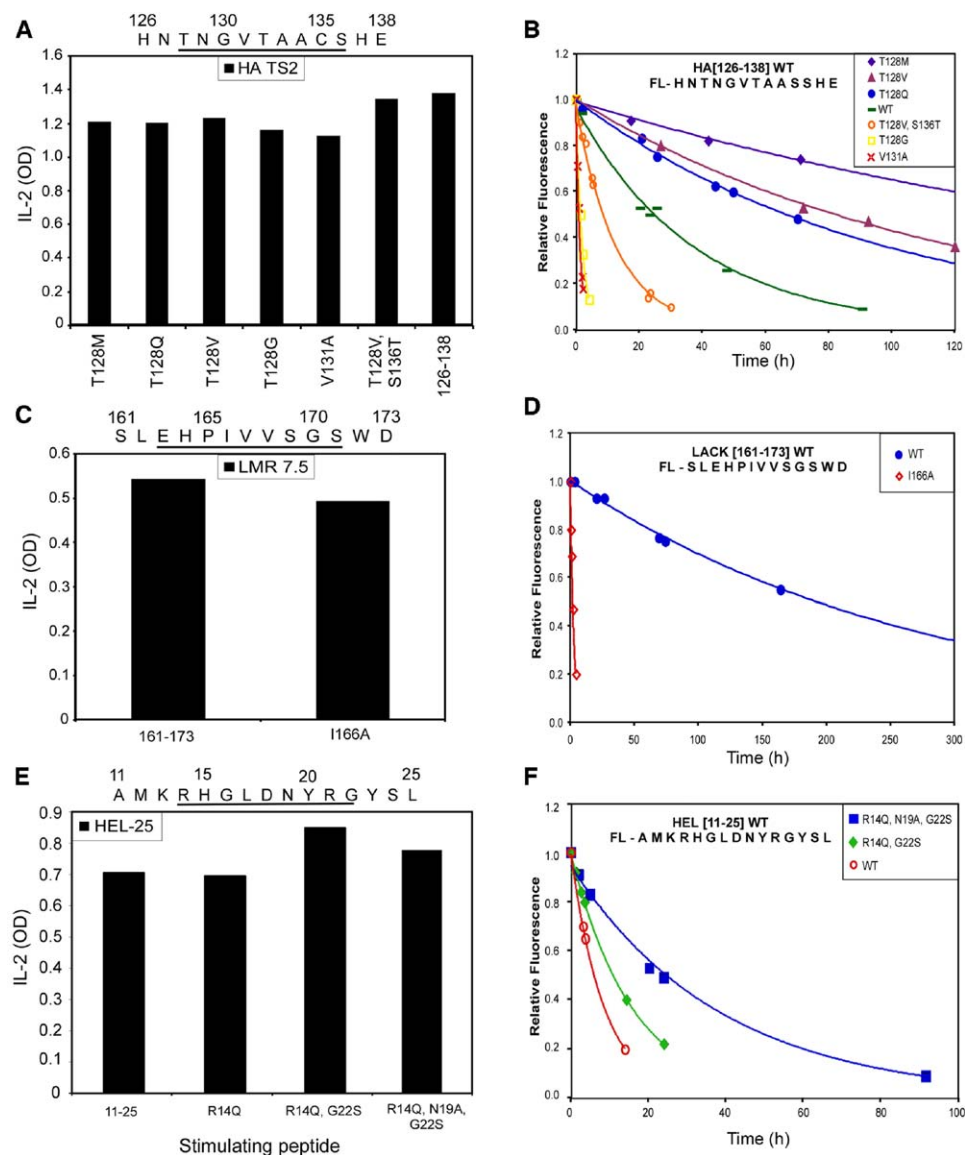 A
126 130 135 138
H N T N G V T A A C S H E
HA TS2
1.6
1.4
1.2
1.0
0.8
0.6
0.4
0.2
0
IL-2 (OD)
T128M
T128Q
T128V
T128G
V131A
T128V, S136T
126-138
B
HA[126-138] WT
FL-HNTNGVTAASSHE
T128M
T128V
T128Q
WT
T128V, S136T
T128G
V131A
1.2
1.0
0.8
0.6
0.4
0.2
0.0
Relative Fluorescence
0 20 40 60 80 100 120
Time (h)
C
161 165 170 173
S L E H P I V V S G S W D
LMR 7.5
0.6
0.5
0.4
0.3
0.2
0.1
0
IL-2 (OD)
161-173 I166A
D
LACK [161-173] WT
FL-SLEHPIVVSGSWD
WT
I166A
1.2
1.0
0.8
0.6
0.4
0.2
0.0
Relative Fluorescence
0 50 100 150 200 250 300
Time (h)
E
11 15 20 25
A M K R H G L D N Y R G Y S L
HEL-25
0.9
0.8
0.7
0.6
0.5
0.4
0.3
0.2
0.1
0
IL-2 (OD)
11-25 R14Q R14Q, G22S R14Q, N19A,
G22S
Stimulating peptide
F
HEL [11-25] WT
FL-AMKRHGLDNYRGYSL
R14Q, N19A, G22S
R14Q, G22S
WT
1.2
1.0
0.8
0.6
0.4
0.2
0.0
Relative Fluorescence
0 20 40 60 80 100
Time (h)